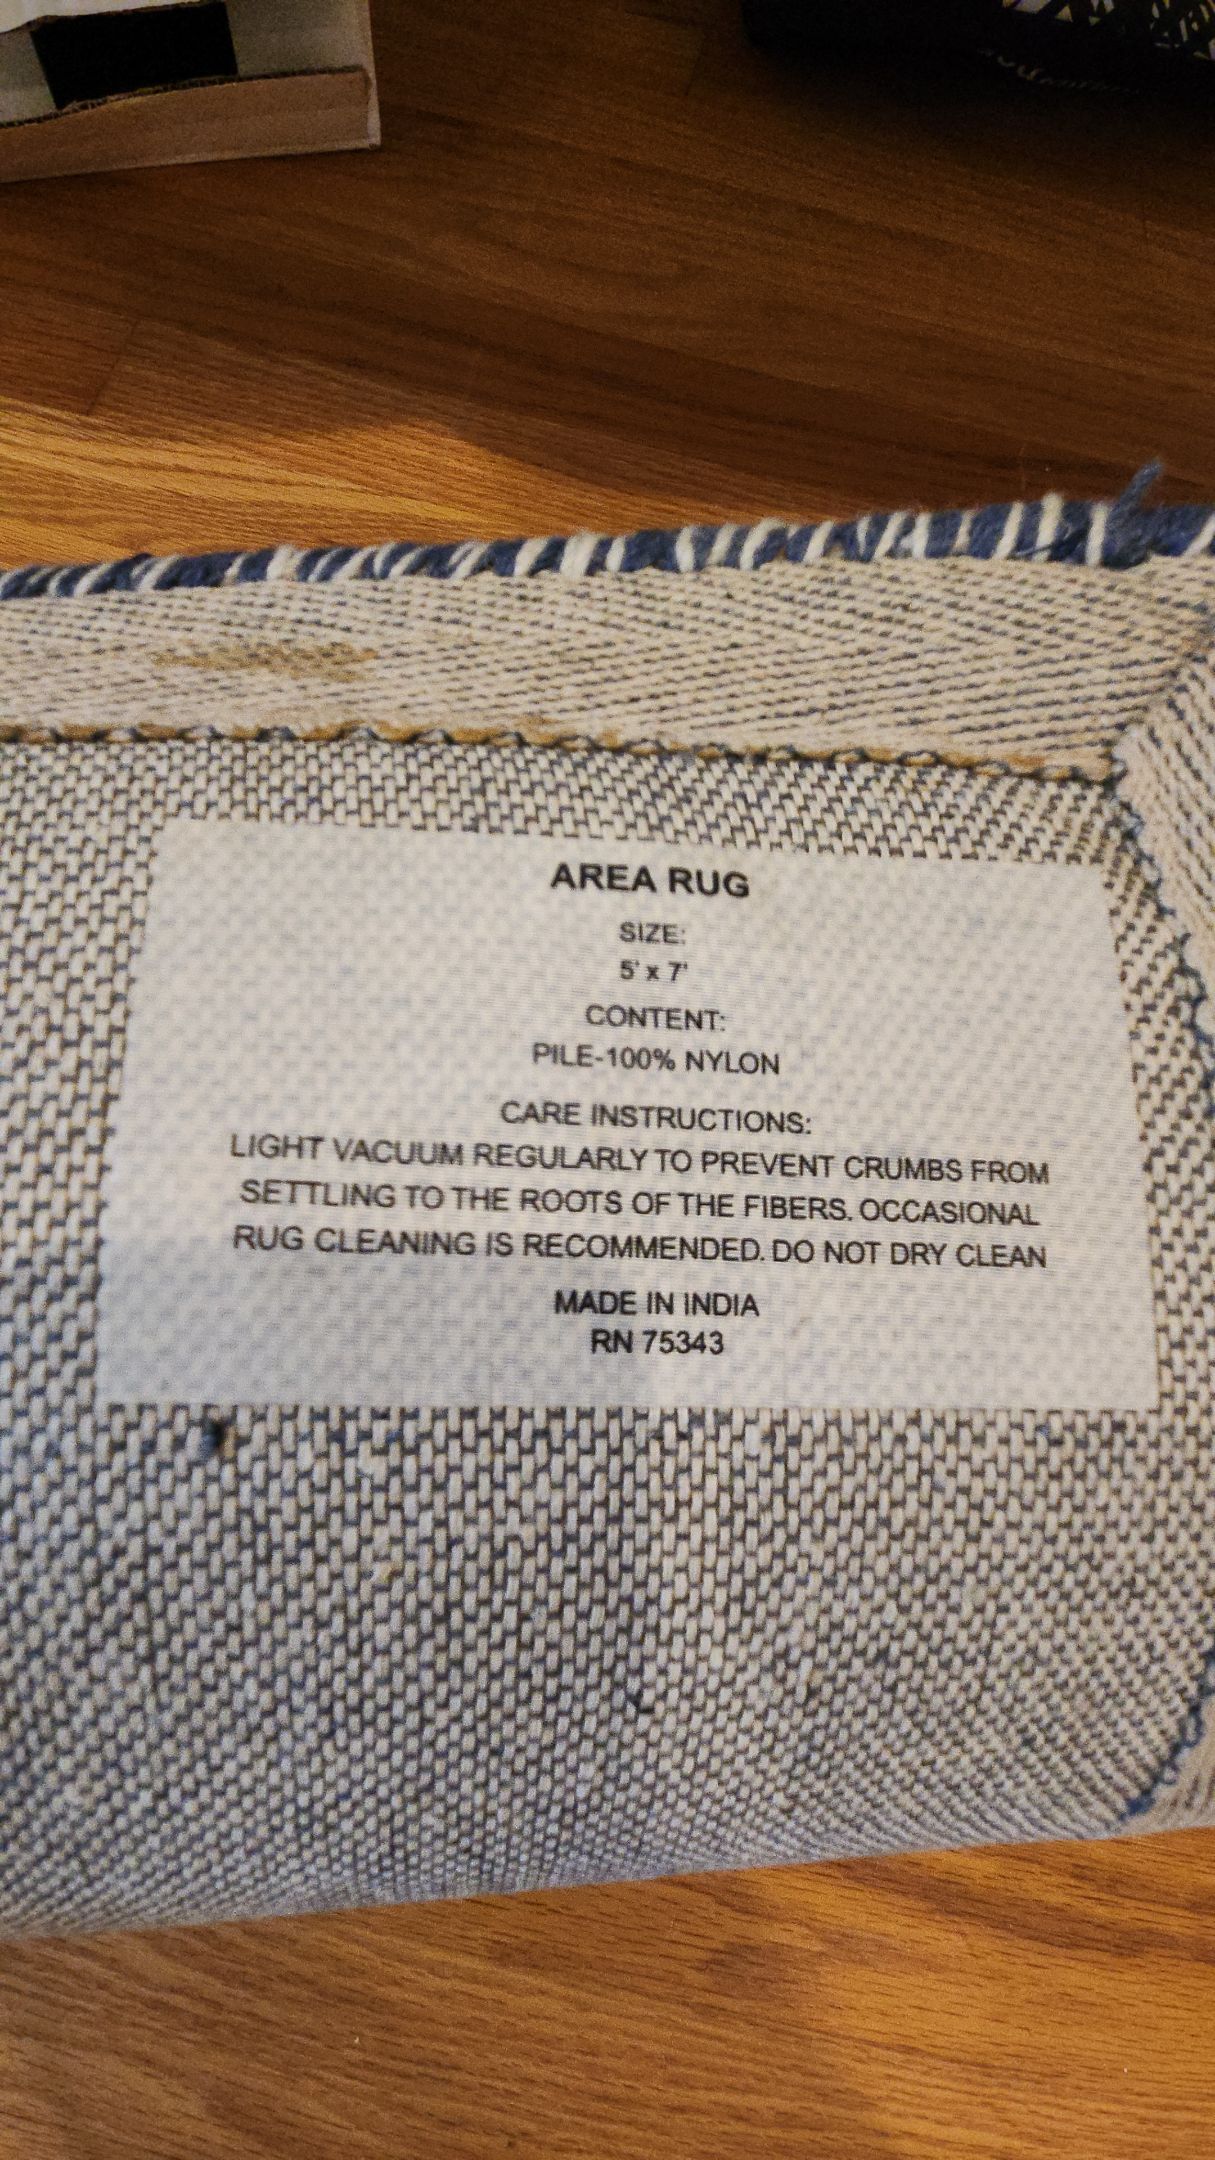 AREA RUG
SIZE:
5' x 7'
CONTENT:
PILE-100% NYLON
CARE INSTRUCTIONS:
LIGHT VACUUM REGULARLY TO PREVENT CRUMBS FROM
SETTLING TO THE ROOTS OF THE FIBERS. OCCASIONAL
RUG CLEANING IS RECOMMENDED. DO NOT DRY CLEAN
MADE IN INDIA
RN 75343